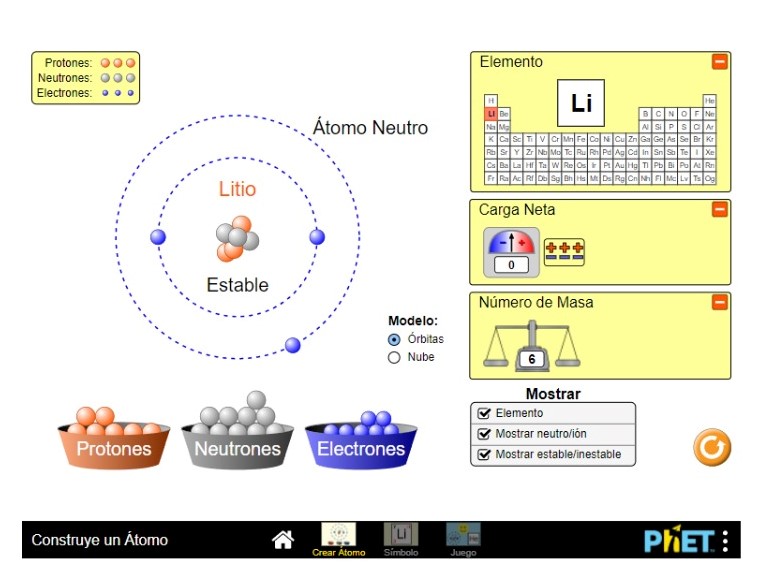 Protones:
Neutrones:
Electrones:
Átomo Neutro
Litio
Estable
Modelo:
Órbitas
Nube
Protones
Neutrones
Electrones
Elemento
Li
H He
Li Be B C N O F Ne
Na Mg Al Si P S Cl Ar
K Ca Sc Ti V Cr Mn Fe Co Ni Cu Zn Ga Ge As Se Br Kr
Rb Sr Y Zr Nb Mo Tc Ru Rh Pd Ag Cd In Sn Sb Te I Xe
Cs Ba La Hf Ta W Re Os Ir Pt Au Hg Tl Pb Bi Po At Rn
Fr Ra Ac Rf Db Sg Bh Hs Mt Ds Rg Cn Nh Fl Mc Lv Ts Og
Carga Neta
- +
0
Número de Masa
6
Mostrar
Elemento
Mostrar neutro/ión
Mostrar estable/inestable
Construye un Átomo
Crear Átomo
Li
Símbolo
Juego
PhET